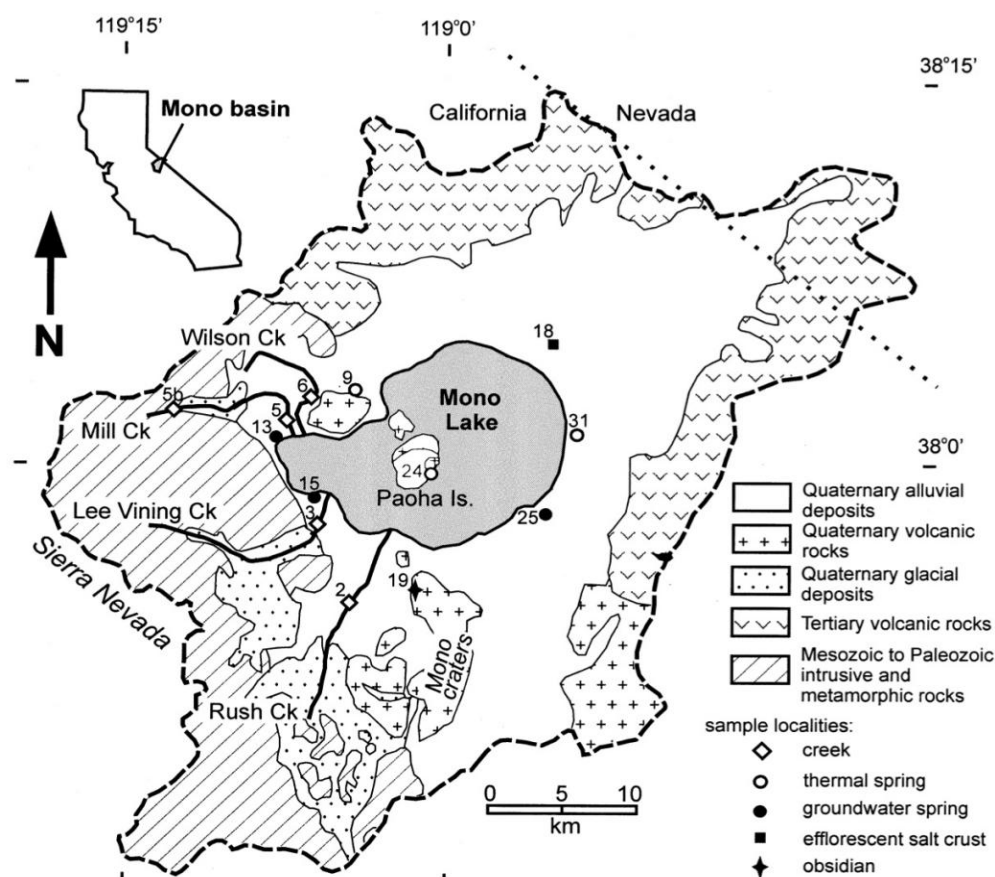 119°15'
119°0'
38°15'
California
Nevada
Mono basin
N
18
Wilson Ck
6
9
5b
5
Mono
Lake
31
13
Mill Ck
38°0'
24
Paoha Is.
15
Lee Vining Ck
3
25
Sierra Nevada
19
2
Mono
craters
Rush Ck
Quaternary alluvial
deposits
Quaternary volcanic
rocks
Quaternary glacial
deposits
Tertiary volcanic rocks
Mesozoic to Paleozoic
intrusive and
metamorphic rocks
sample localities:
creek
thermal spring
groundwater spring
efflorescent salt crust
obsidian
0 5 10
km